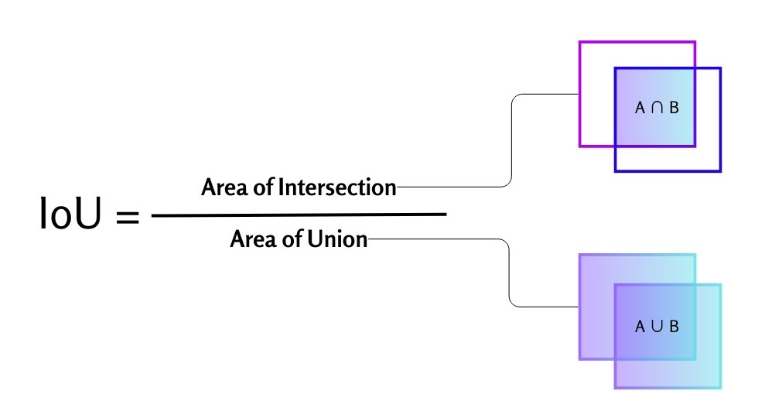 IoU =
Area of Intersection
Area of Union
A ∩ B
A ∪ B